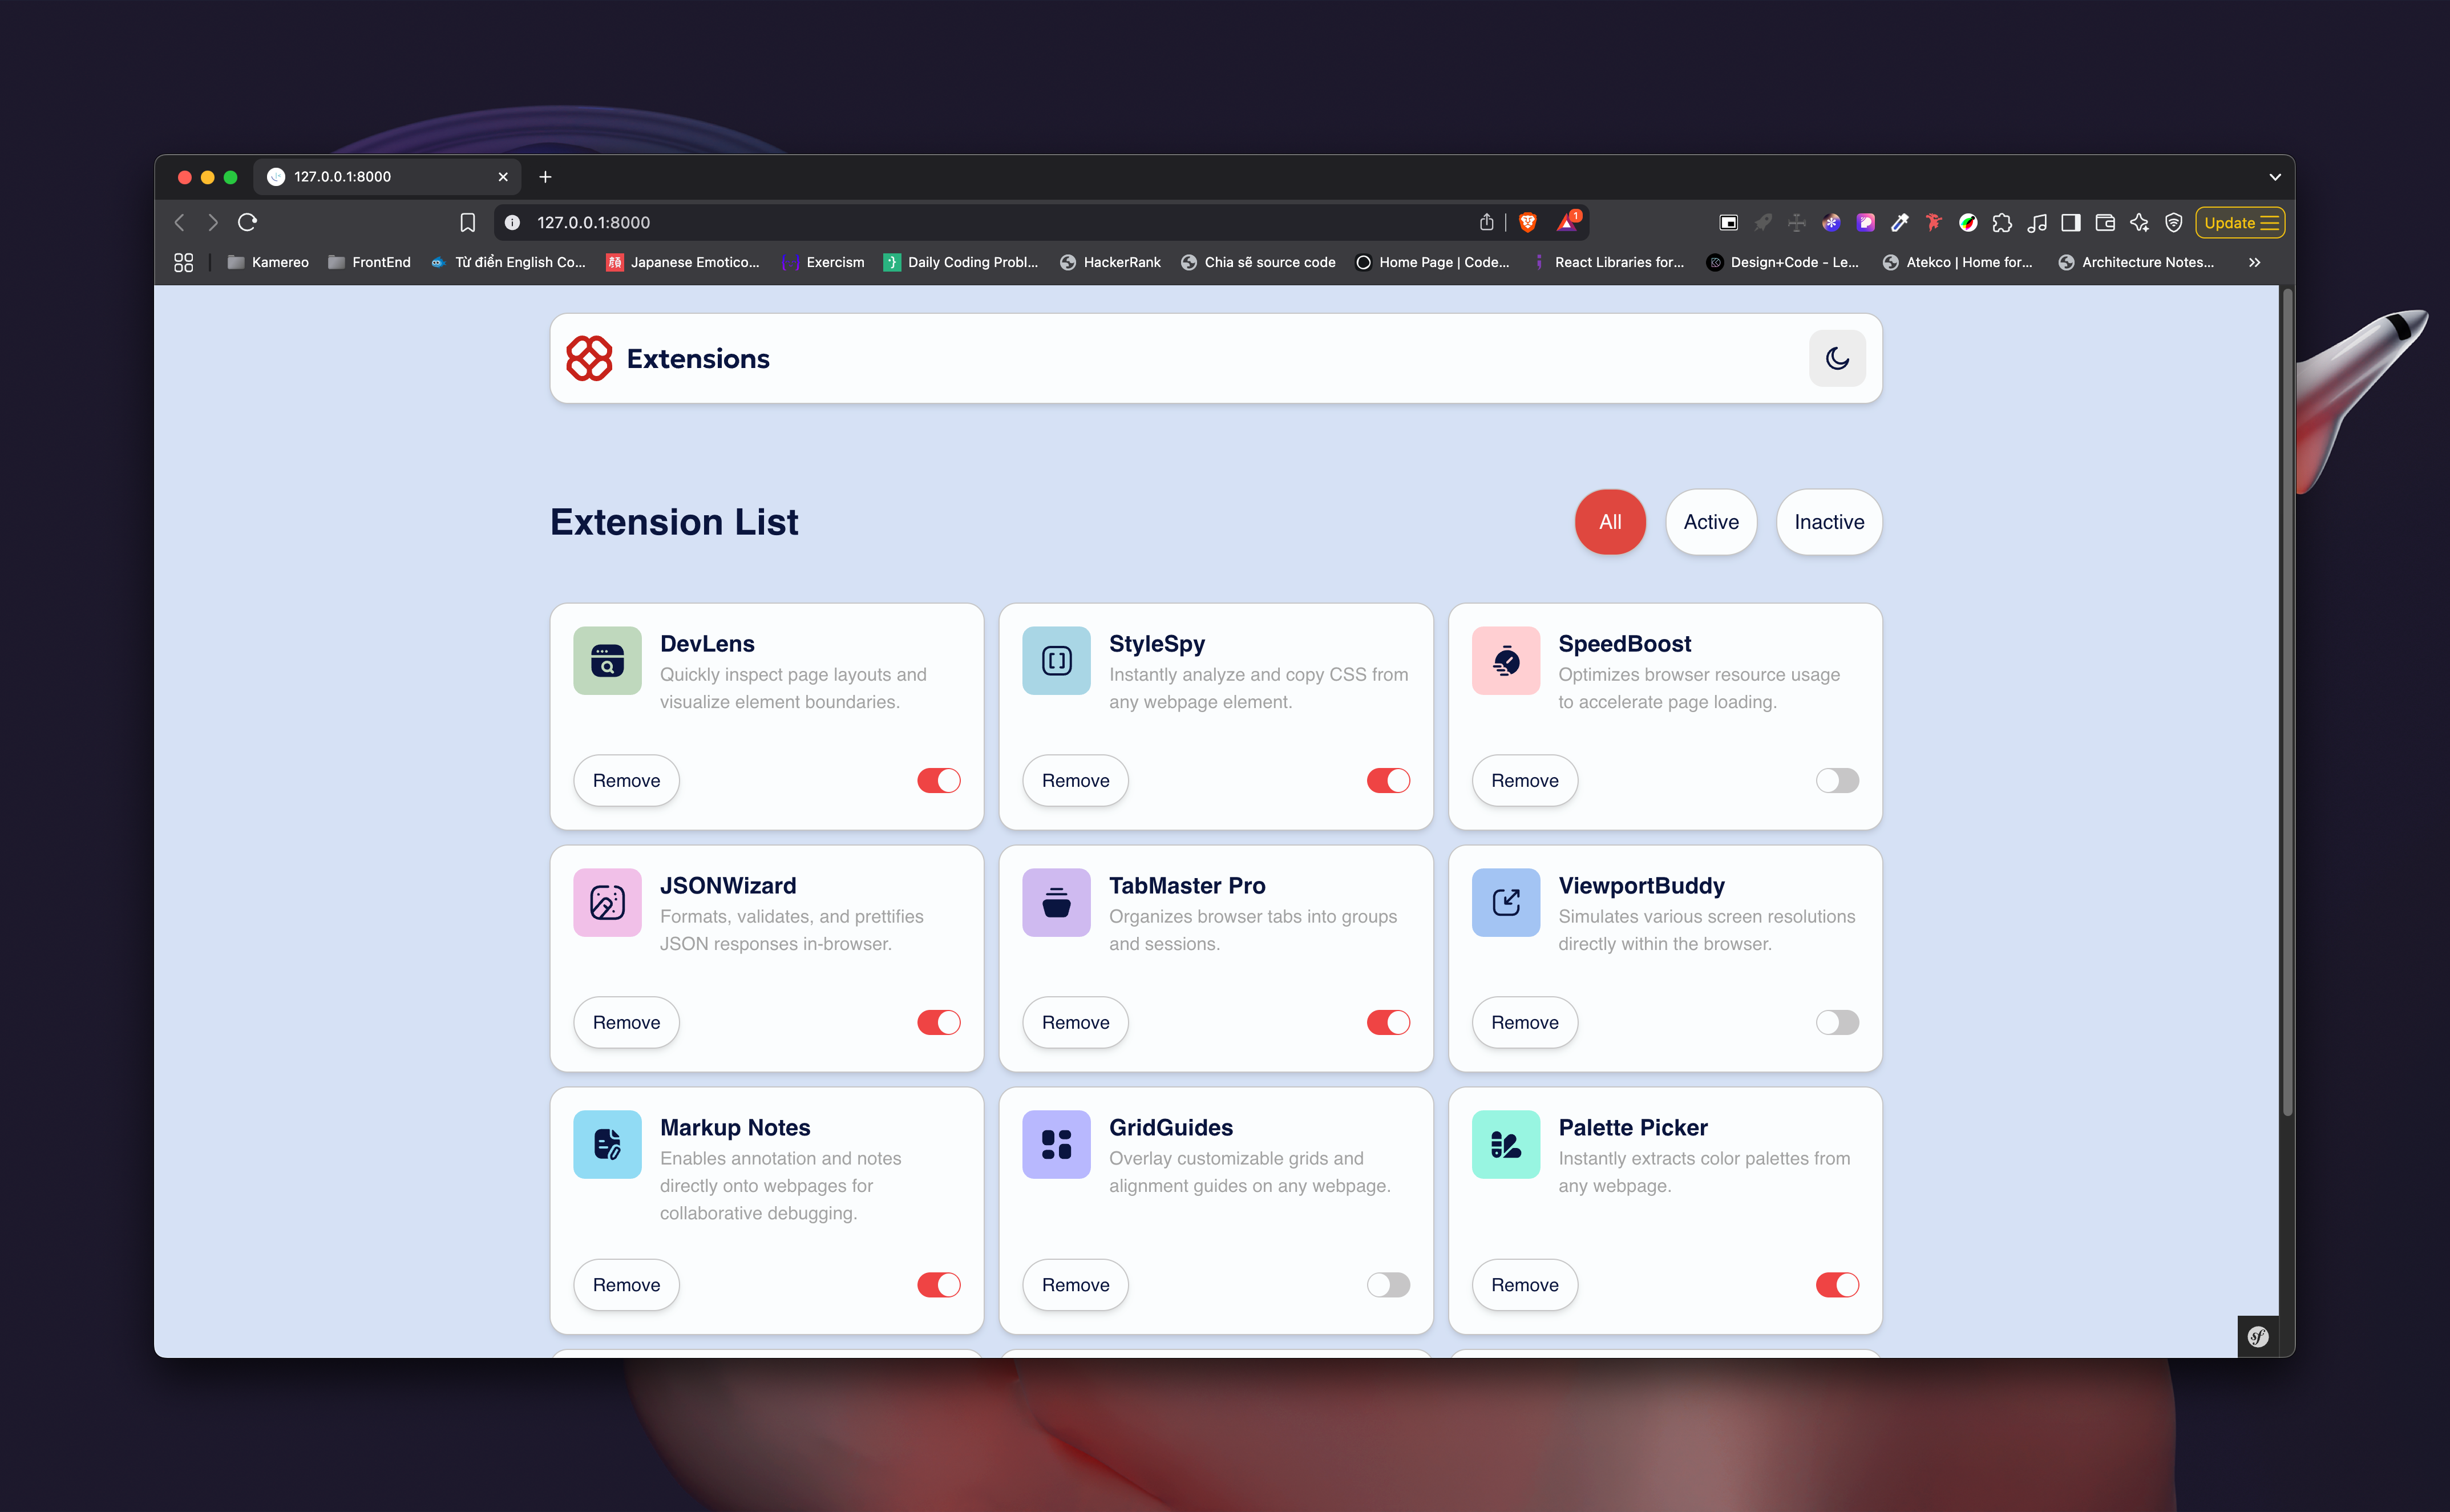 127.0.0.1:8000
127.0.0.1:8000
1
Update
Kamereo
FrontEnd
Từ điển English Co...
顔
Japanese Emotico...
Exercism
Daily Coding Probl...
HackerRank
Chia sẽ source code
Home Page | Code...
React Libraries for...
Design+Code - Le...
Atekco | Home for...
Architecture Notes...
Extensions
Extension List
All
Active
Inactive
DevLens
Quickly inspect page layouts and
visualize element boundaries.
Remove
StyleSpy
Instantly analyze and copy CSS from
any webpage element.
Remove
SpeedBoost
Optimizes browser resource usage
to accelerate page loading.
Remove
JSONWizard
Formats, validates, and prettifies
JSON responses in-browser.
Remove
TabMaster Pro
Organizes browser tabs into groups
and sessions.
Remove
ViewportBuddy
Simulates various screen resolutions
directly within the browser.
Remove
Markup Notes
Enables annotation and notes
directly onto webpages for
collaborative debugging.
Remove
GridGuides
Overlay customizable grids and
alignment guides on any webpage.
Remove
Palette Picker
Instantly extracts color palettes from
any webpage.
Remove
sf